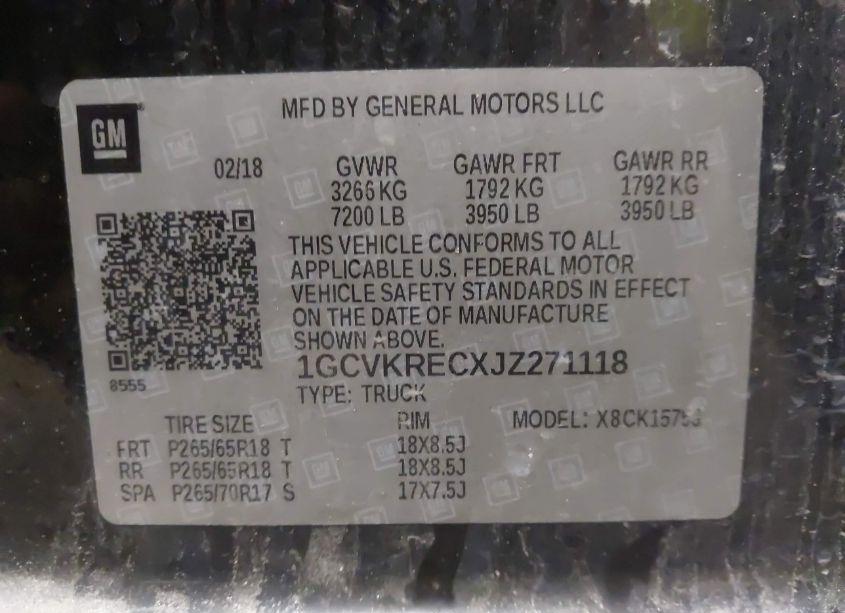 GM
MFD BY GENERAL MOTORS LLC
02/18 GVWR GAWR FRT GAWR RR
3266 KG 1792 KG 1792 KG
7200 LB 3950 LB 3950 LB
THIS VEHICLE CONFORMS TO ALL
APPLICABLE U.S. FEDERAL MOTOR
VEHICLE SAFETY STANDARDS IN EFFECT
ON THE DATE OF MANUFACTURE
SHOWN ABOVE.
8555
1GCVKRECXJZ271118
TYPE: TRUCK
TIRE SIZE RIM MODEL: 
FRT P265/65R18 T 18X8.5J
RR P265/65R18 T 18X8.5J
SPA P265/70R17 S 17X7.5J